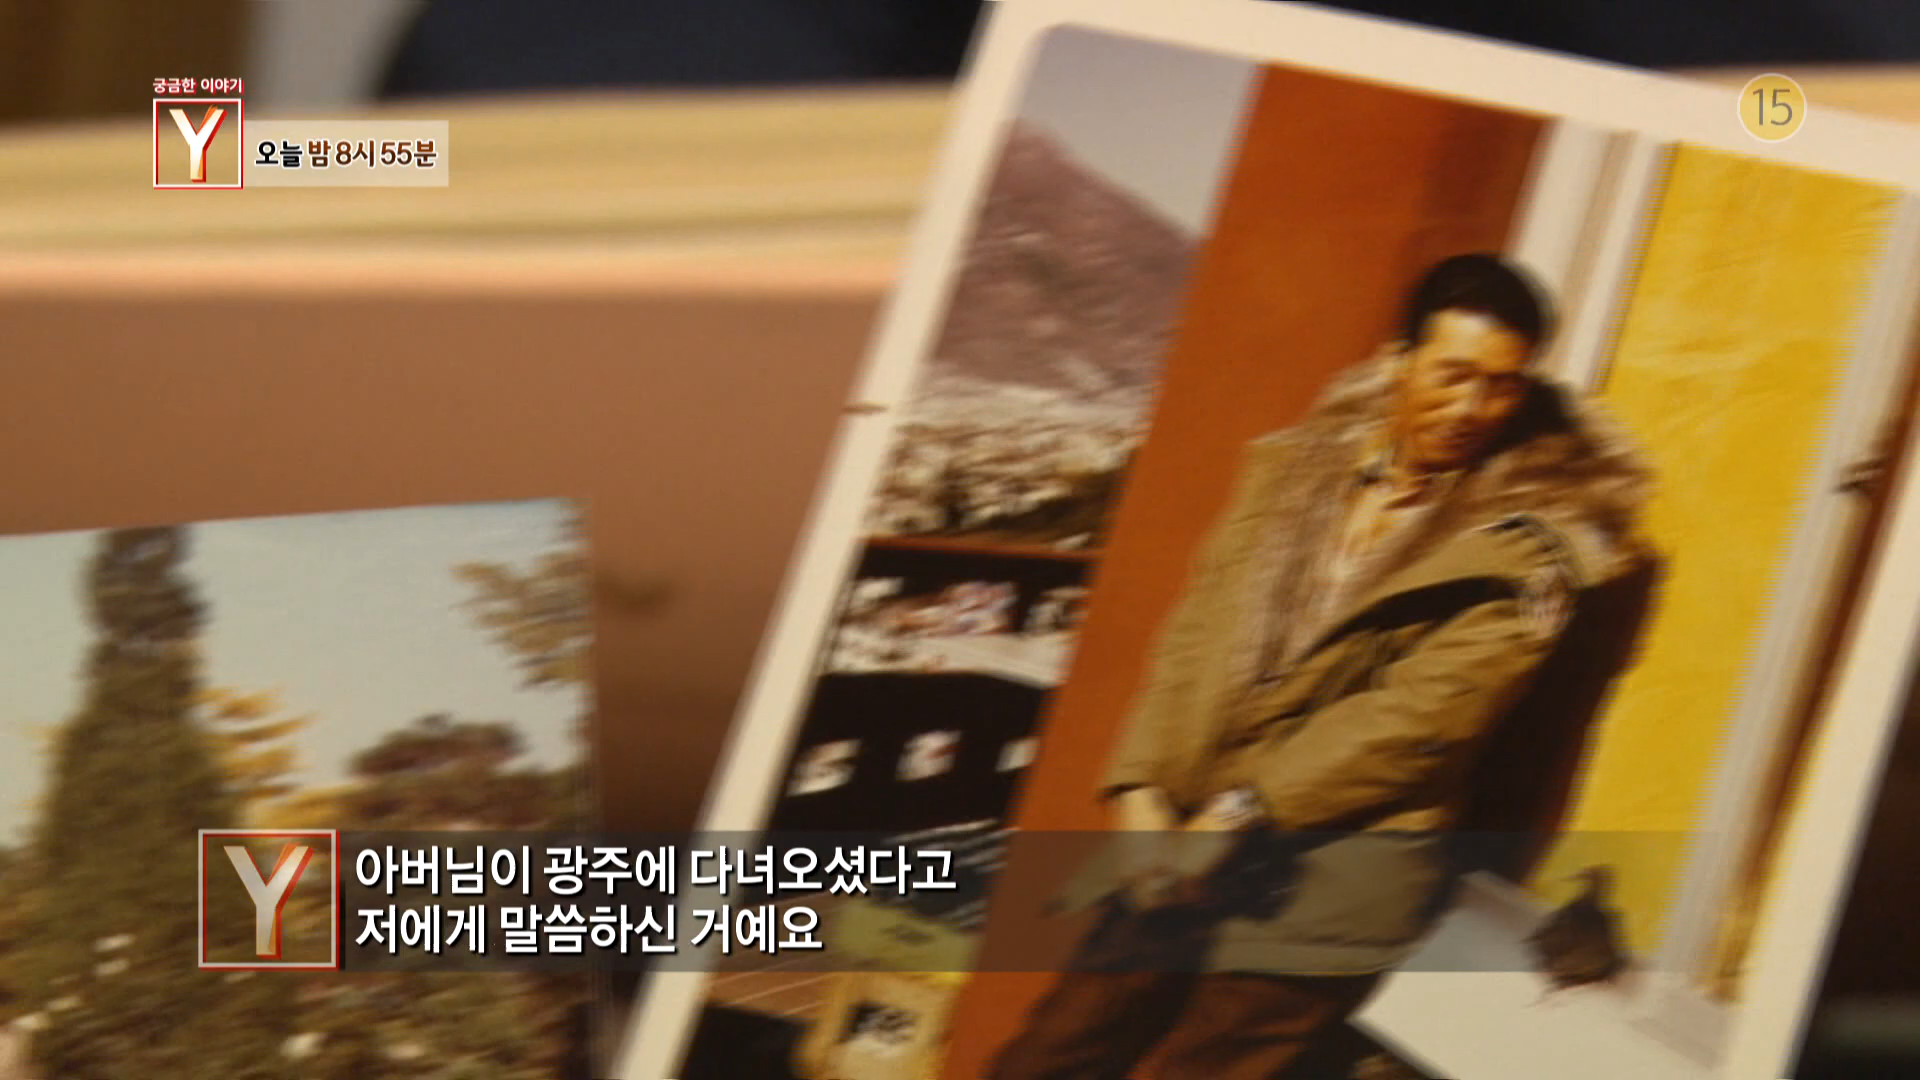 궁금한 이야기
Y
오늘 밤 8시 55분
15
Y
아버님이 광주에 다녀오셨다고
저에게 말씀하신 거예요